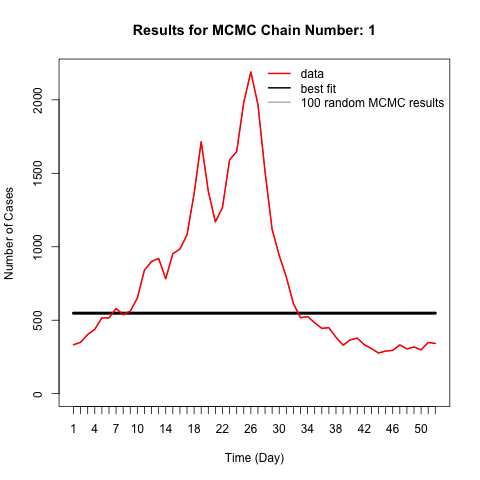 Results for MCMC Chain Number: 1
data
best fit
100 random MCMC results
Number of Cases
2000
1500
1000
500
0
1 4 7 10 14 18 22 26 30 34 38 42 46 50
Time (Day)